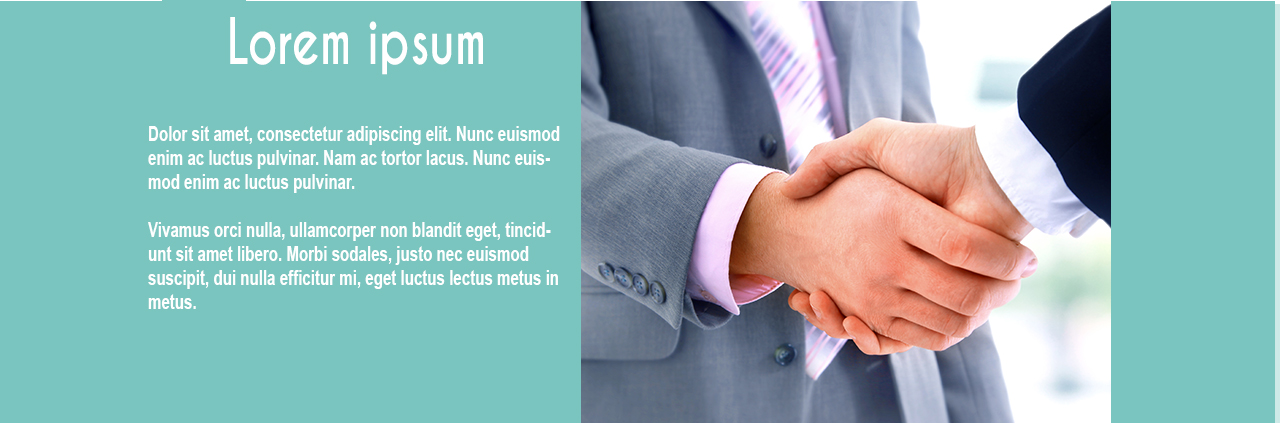 Lorem ipsum
Dolor sit amet, consectetur adipiscing elit. Nunc euismod
enim ac luctus pulvinar. Nam ac tortor lacus. Nunc euis-
mod enim ac luctus pulvinar.
Vivamus orci nulla, ullamcorper non blandit eget, tincid-
unt sit amet libero. Morbi sodales, justo nec euismod
suscipit, dui nulla efficitur mi, eget luctus lectus metus in
metus.